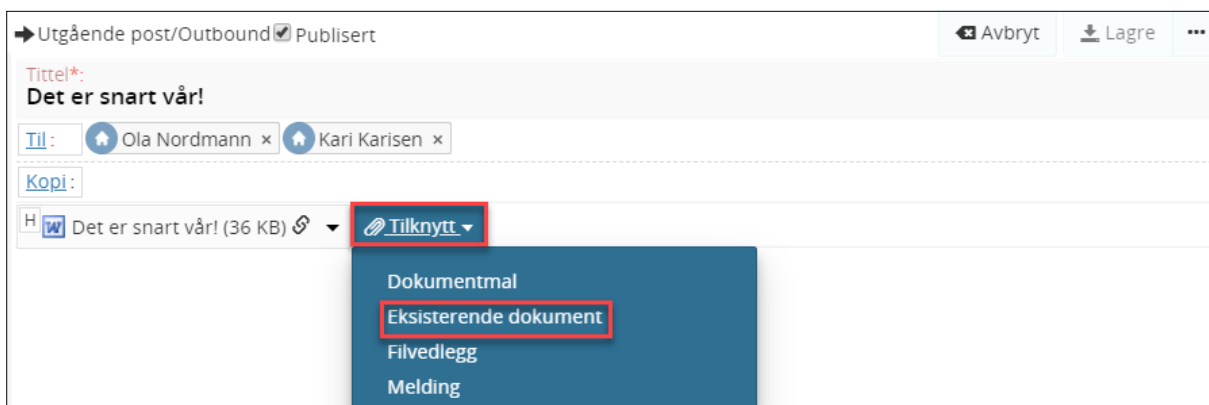 Utgående post/Outbound Publisert Avbryt Lagre ...
Tittel*:
Det er snart vår!
Til : Ola Nordmann × Kari Karisen ×
Kopi :
H W Det er snart vår! (36 KB) Tilknytt
Dokumentmal
Eksisterende dokument
Filvedlegg
Melding